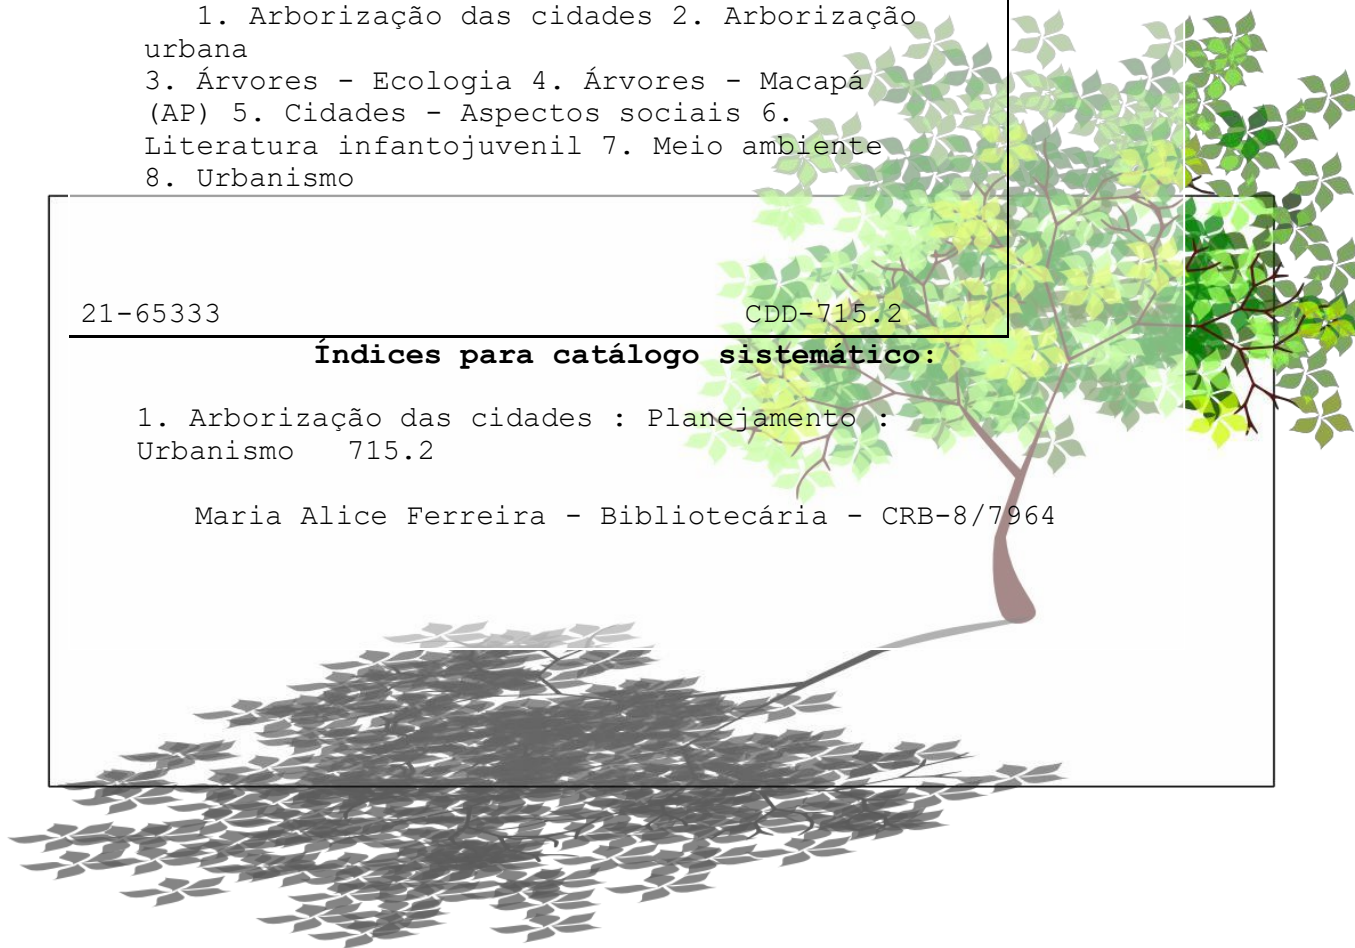 1. Arborização das cidades 2. Arborização
urbana
3. Árvores - Ecologia 4. Árvores - Macapá
(AP) 5. Cidades - Aspectos sociais 6.
Literatura infantojuvenil 7. Meio ambiente
8. Urbanismo
21-65333 CDD-715.2
Índices para catálogo sistemático:
1. Arborização das cidades : Planejamento :
Urbanismo 715.2
Maria Alice Ferreira - Bibliotecária - CRB-8/7964